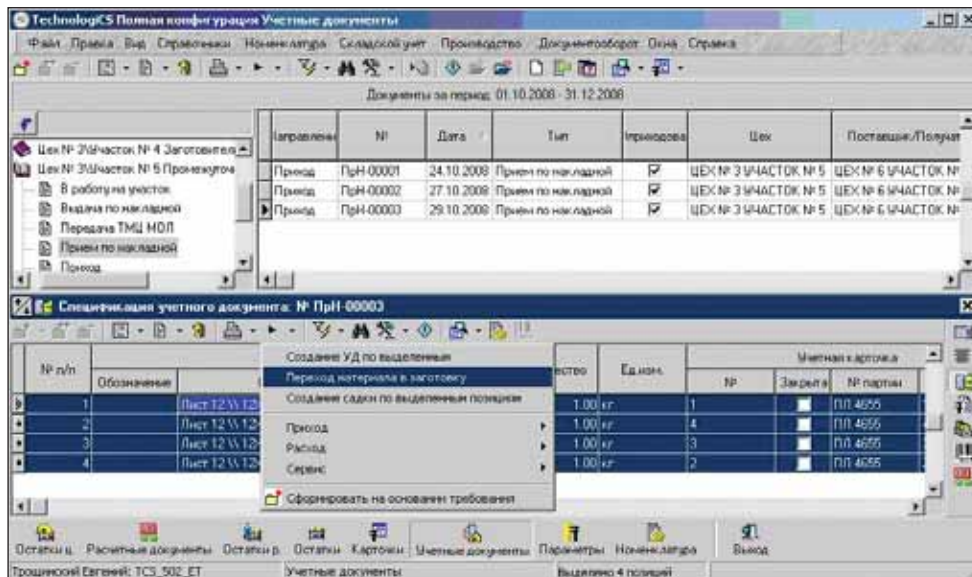 TechnologiCS Полная конфигурация Учетные документы
Файл Правка Вид Справочники Номенклатура Складской учет Производство Документооборот Окна Справка
Документы за период: 01.10.2008 - 31.12.2008
№ Дата Тип Цех Поставщик/Получат
Цех № 3\Участок № 4 Заготовител
Цех № 3\Участок № 5 Промежуточ
В работу на участок
Выдача по накладной
Передача ТМЦ МОЛ
Прием по накладной
Приход
Приход ПрН-00001 24.10.2008 Прием по накладной ЦЕХ № 3 УЧАСТОК № 5 ЦЕХ № 6 УЧАСТОК №
Приход ПрН-00002 27.10.2008 Прием по накладной ЦЕХ № 3 УЧАСТОК № 5 ЦЕХ № 6 УЧАСТОК №
Приход ПрН-00003 29.10.2008 Прием по накладной ЦЕХ № 3 УЧАСТОК № 5 ЦЕХ № 6 УЧАСТОК №
Спецификация учетного документа: № ПрН-00003
№ п/п Обозначение ество Ед.изм. Учетная карточка
№ Закрыта № партии
1 Лист 12 \\ 12 1.00 кг 1 ПЛ 4655
2 Лист 12 \\ 12 1.00 кг 4 ПЛ 4655
3 Лист 12 \\ 12 1.00 кг 3 ПЛ 4655
4 Лист 12 \\ 12 1.00 кг 2 ПЛ 4655
Создание УД по выделенным
Переход материала в заготовку
Создание садки по выделенным позициям
Приход
Расход
Сервис
Сформировать на основании требования
Остатки ц. Расчетные документы Остатки р. Остатки Карточки Учетные документы Параметры Номенклатура Выход
Трощинский Евгений: TCS_502_ET Учетные документы Выделено 4 позиций